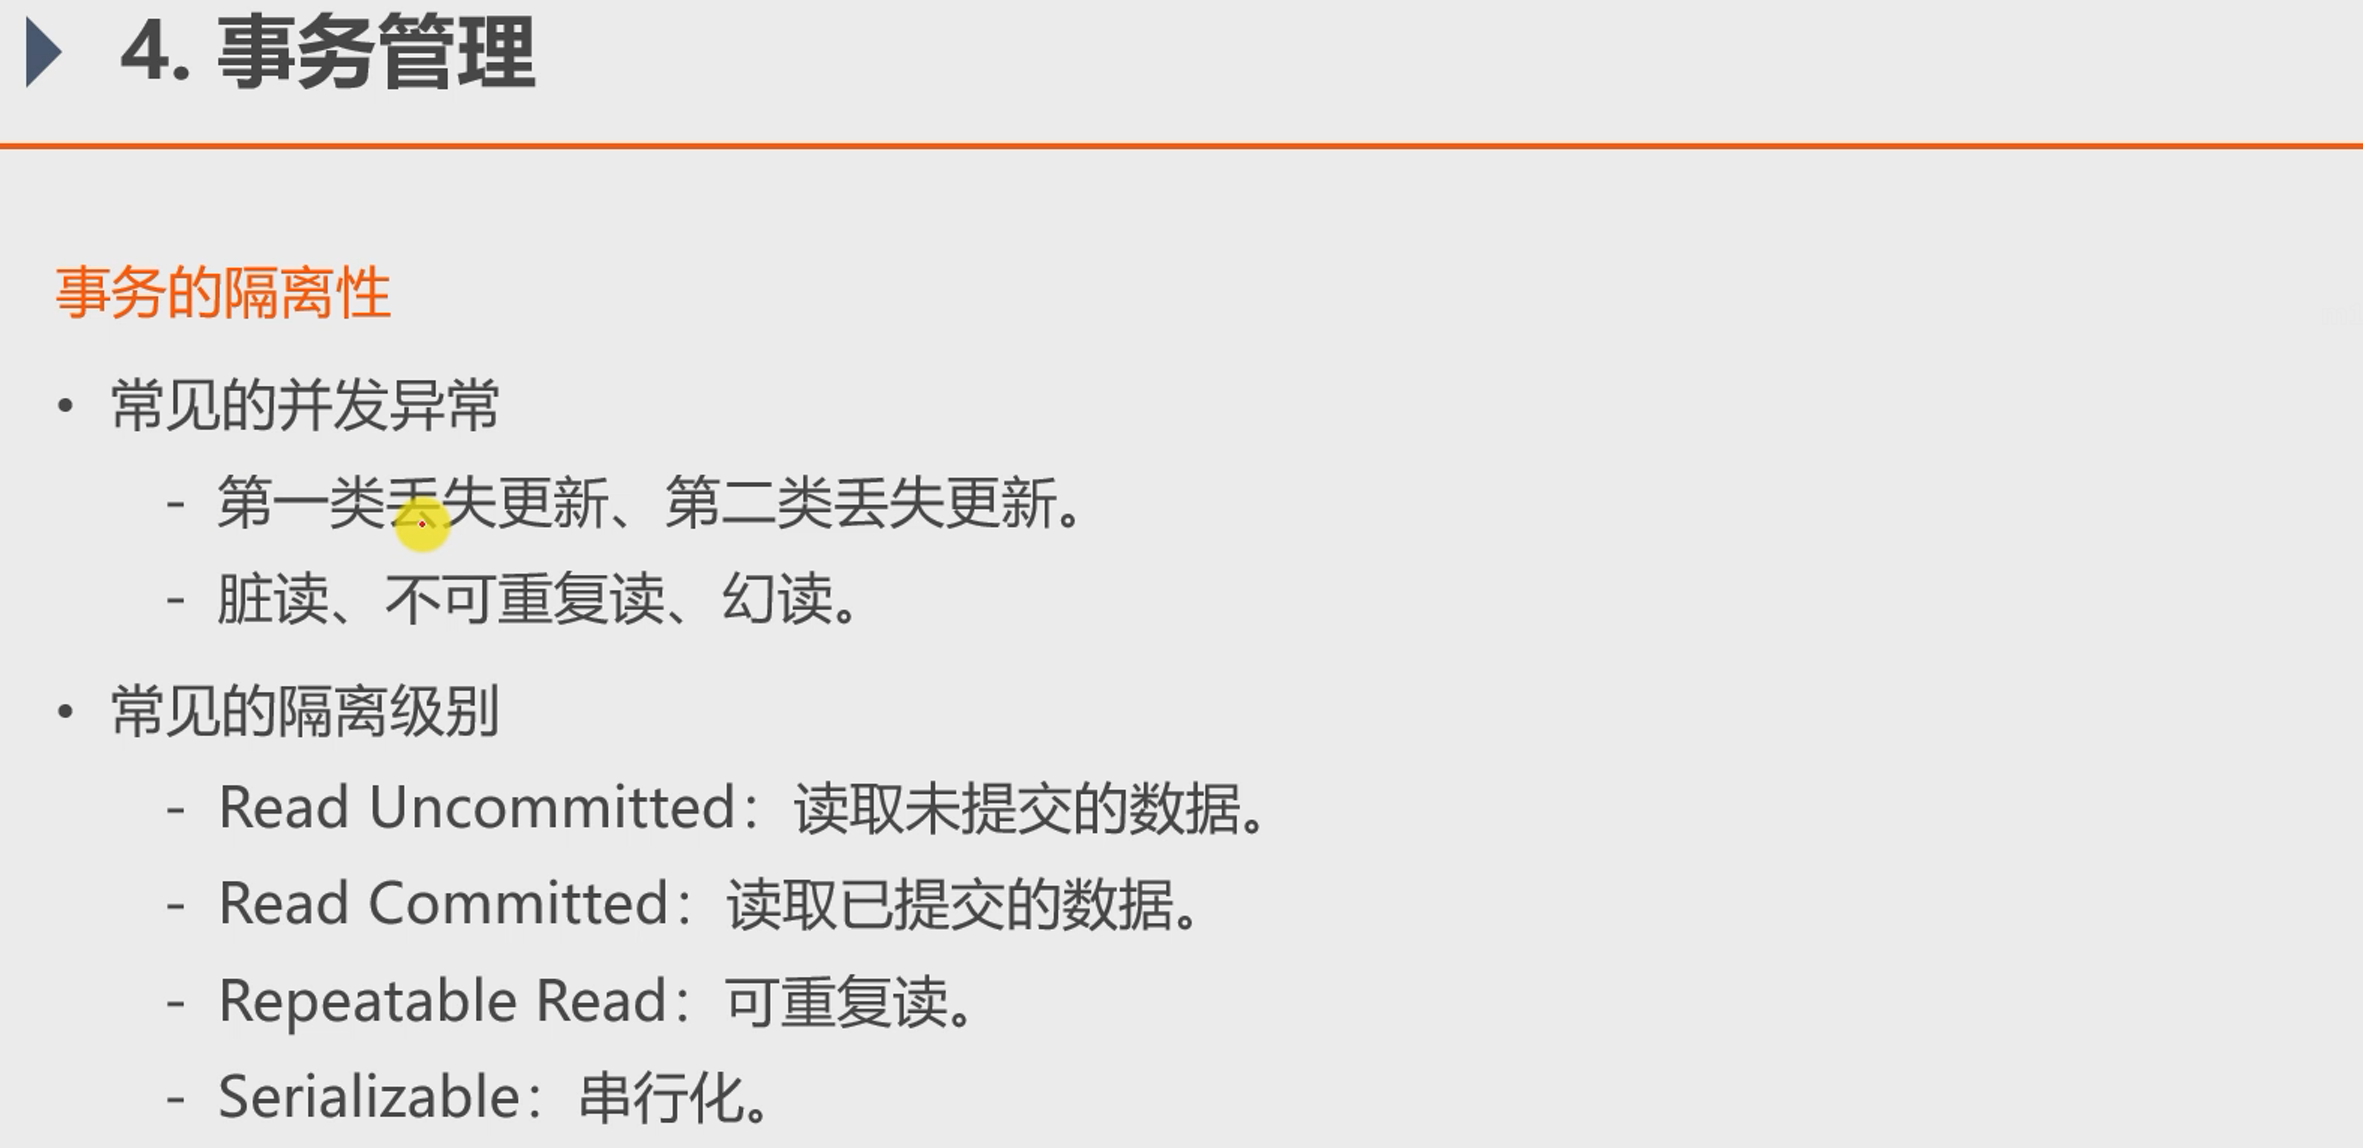 4. 事务管理
事务的隔离性
• 常见的并发异常
- 第一类丢失更新、第二类丢失更新。
- 脏读、不可重复读、幻读。
• 常见的隔离级别
- Read Uncommitted：读取未提交的数据。
- Read Committed：读取已提交的数据。
- Repeatable Read：可重复读。
- Serializable：串行化。